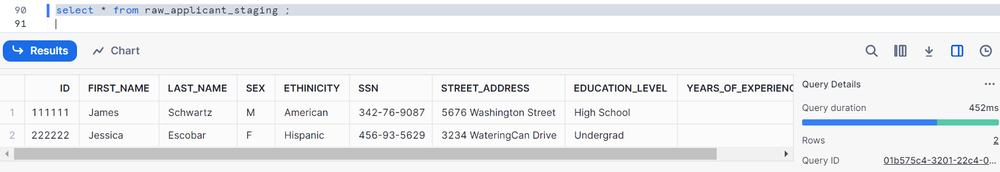 90 select * from raw_applicant_staging ;
91
Results Chart
ID FIRST_NAME LAST_NAME SEX ETHINICITY SSN STREET_ADDRESS EDUCATION_LEVEL YEARS_OF_EXPERIENC
1 111111 James Schwartz M American 342-76-9087 5676 Washington Street High School
2 222222 Jessica Escobar F Hispanic 456-93-5629 3234 WateringCan Drive Undergrad
Query Details ...
Query duration 452ms
Rows 2
Query ID 01b575c4-3201-22c4-0...